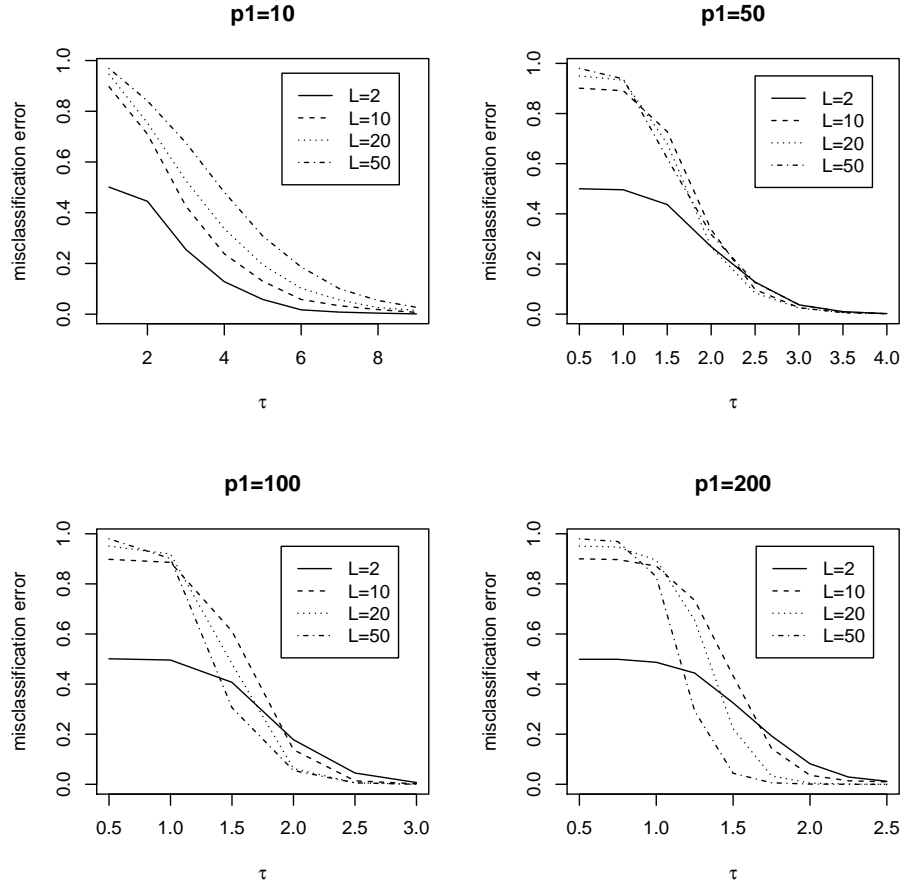 p1=10
misclassification error
0.0 0.2 0.4 0.6 0.8 1.0
L=2
L=10
L=20
L=50
2 4 6 8
τ
p1=50
misclassification error
0.0 0.2 0.4 0.6 0.8 1.0
L=2
L=10
L=20
L=50
0.5 1.0 1.5 2.0 2.5 3.0 3.5 4.0
τ
p1=100
misclassification error
0.0 0.2 0.4 0.6 0.8 1.0
L=2
L=10
L=20
L=50
0.5 1.0 1.5 2.0 2.5 3.0
τ
p1=200
misclassification error
0.0 0.2 0.4 0.6 0.8 1.0
L=2
L=10
L=20
L=50
0.5 1.0 1.5 2.0 2.5
τ